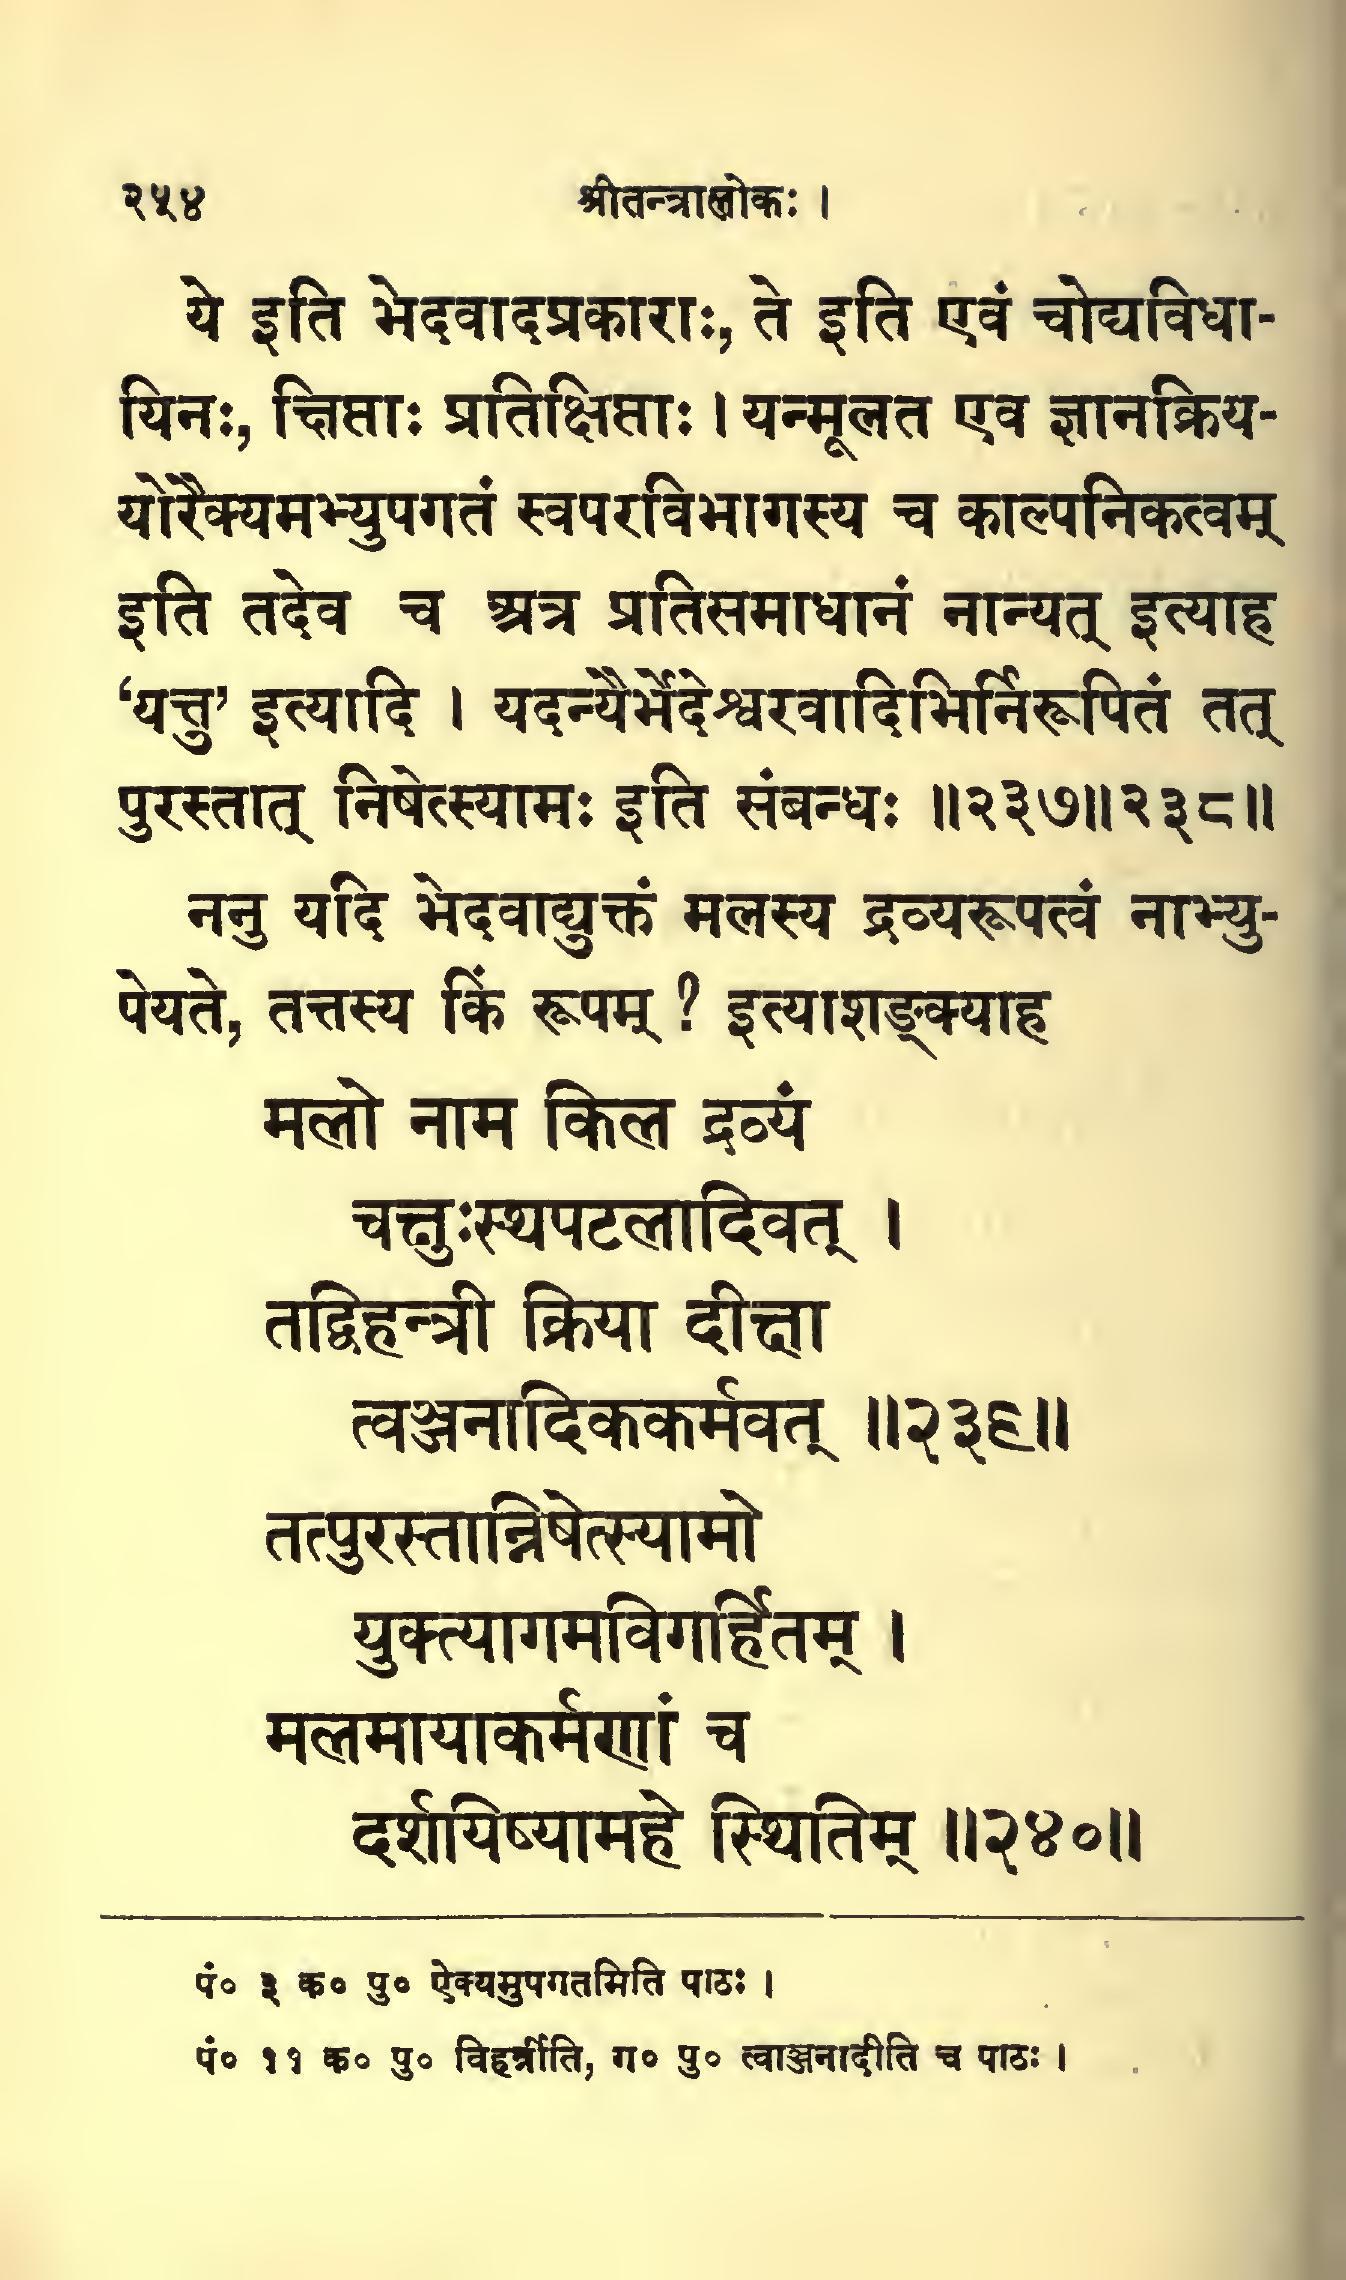 २५४ श्रीतन्त्रालोकः ।
ये इति भेदवादप्रकाराः, ते इति एवं चोद्यविधा-
यिनः, क्षिप्ताः प्रतिक्षिप्ताः । यन्मूलत एव ज्ञानक्रिय-
योरैक्यमभ्युपगतं स्वपरविभागस्य च काल्पनिकत्वम्
इति तदेव च अत्र प्रतिसमाधानं नान्यत् इत्याह
‘यत्तु’ इत्यादि । यदन्यैर्भेदेश्वरवादिभिर्निरूपितं तत्
पुरस्तात् निषेत्स्यामः इति संबन्धः ॥२३७॥२३८॥
ननु यदि भेदवाद्युक्तं मलस्य द्रव्यरूपत्वं नाभ्यु-
पेयते, तत्तस्य किं रूपम् ? इत्याशङ्क्याह
मलो नाम किल द्रव्यं
चक्षुःस्थपटलादिवत् ।
तद्विहन्त्री क्रिया दीक्षा
त्वञ्जनादिककर्मवत् ॥२३९॥
तत्पुरस्तान्निषेत्स्यामो
युक्त्यागमविगर्हितम् ।
मलमायाकर्मणां च
दर्शयिष्यामहे स्थितिम् ॥२४०॥
पं० ३ क० पु० ऐक्यमुपगतमिति पाठः ।
पं० ११ क० पु० विहर्त्रीति, ग० पु० त्वाञ्जनादीति च पाठः ।